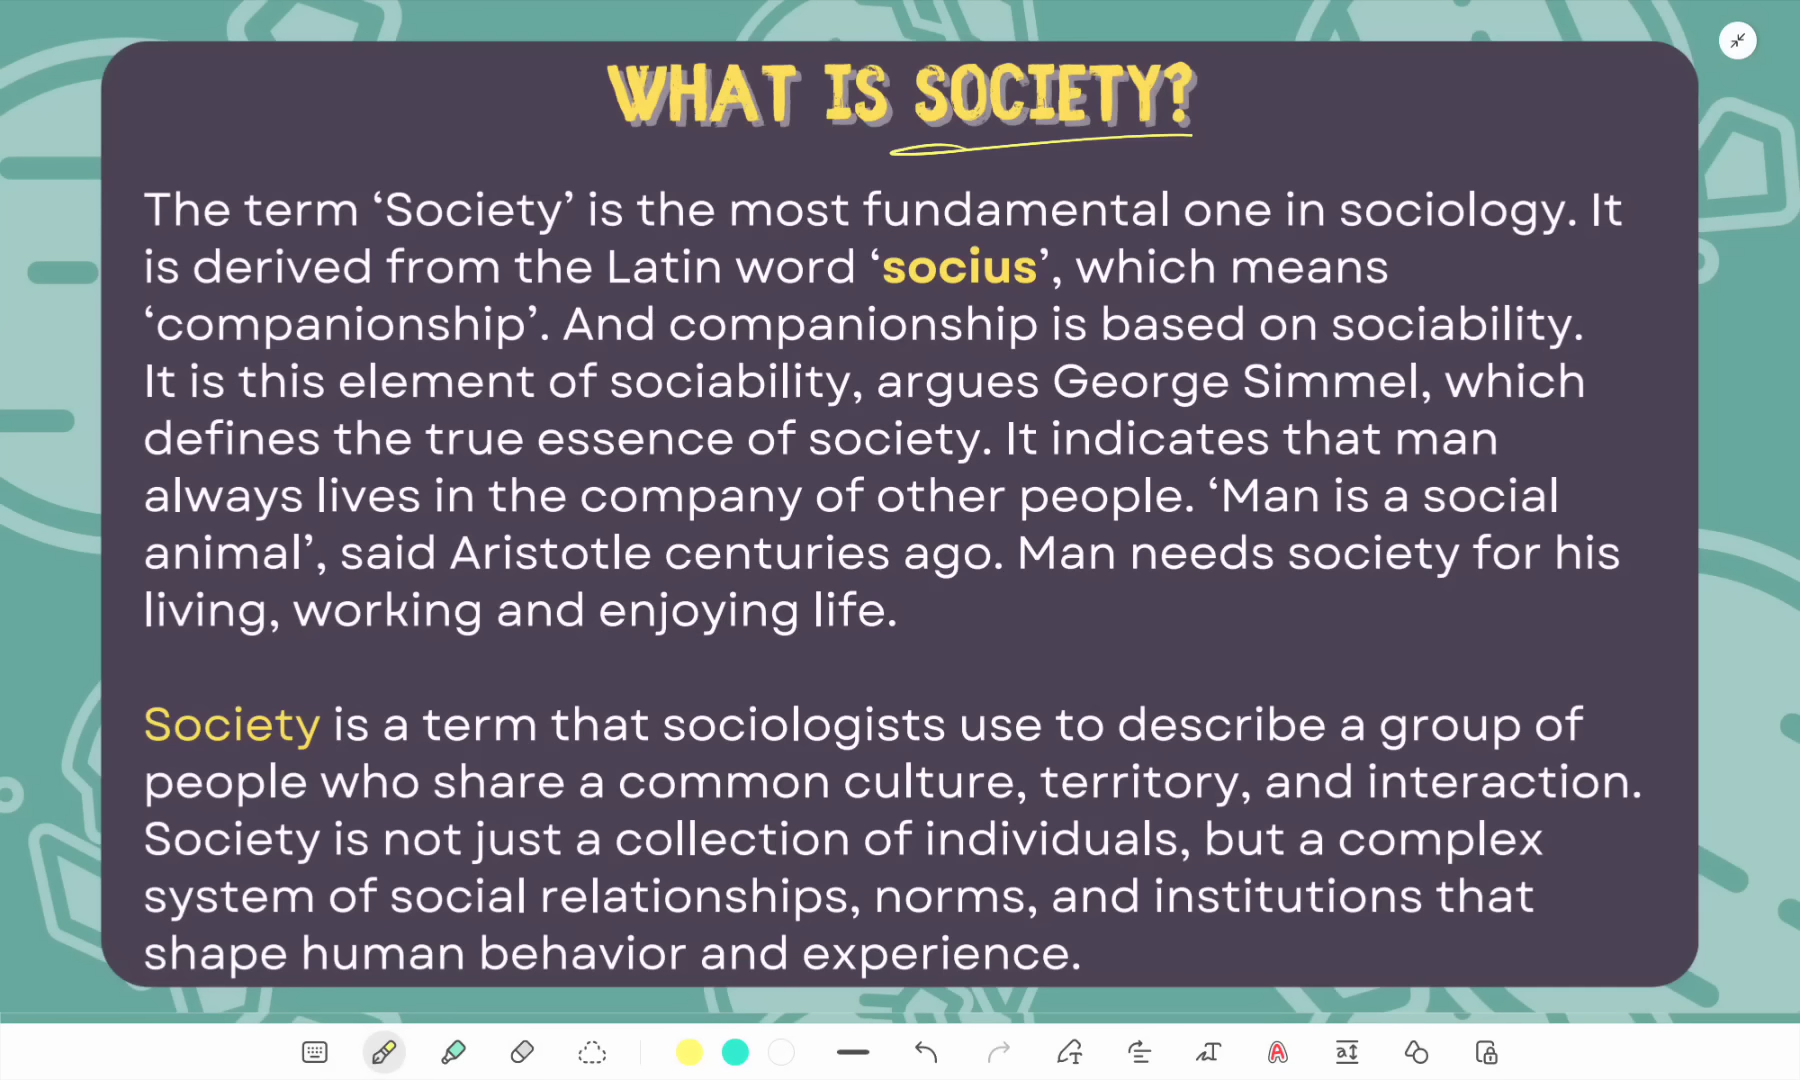 WHAT IS SOCIETY?
The term ‘Society’ is the most fundamental one in sociology. It
is derived from the Latin word ‘socius’, which means
‘companionship’. And companionship is based on sociability.
It is this element of sociability, argues George Simmel, which
defines the true essence of society. It indicates that man
always lives in the company of other people. ‘Man is a social
animal’, said Aristotle centuries ago. Man needs society for his
living, working and enjoying life.
Society is a term that sociologists use to describe a group of
people who share a common culture, territory, and interaction.
Society is not just a collection of individuals, but a complex
system of social relationships, norms, and institutions that
shape human behavior and experience.